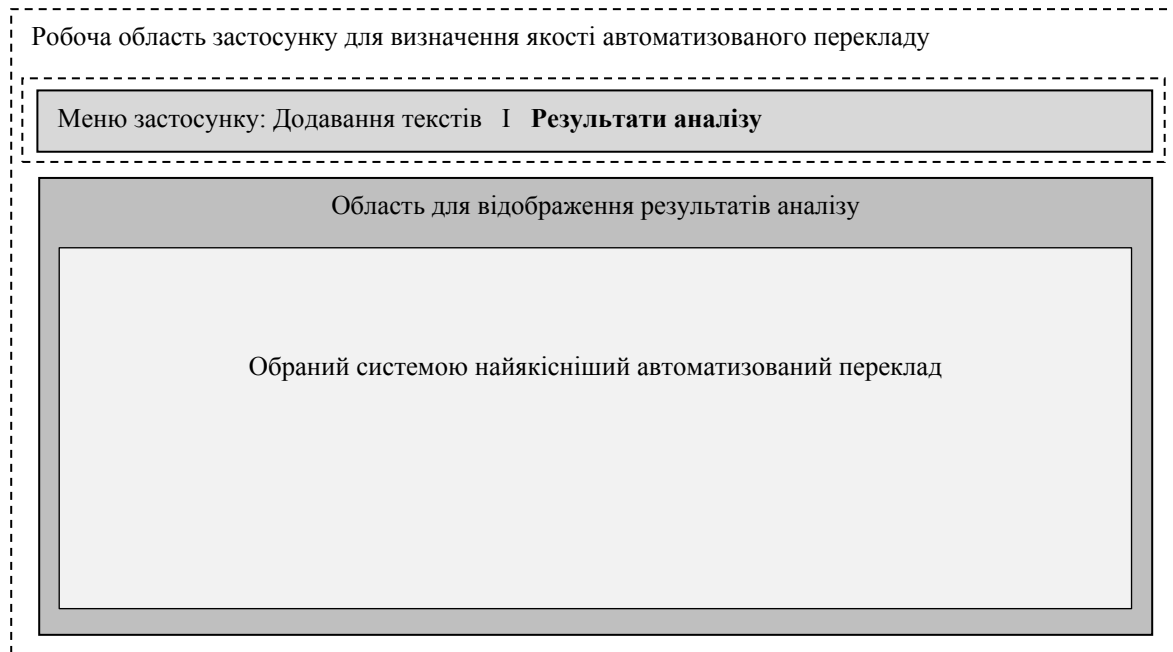 Робоча область застосунку для визначення якості автоматизованого перекладу
Меню застосунку: Додавання текстів I Результати аналізу
Область для відображення результатів аналізу
Обраний системою найякісніший автоматизований переклад